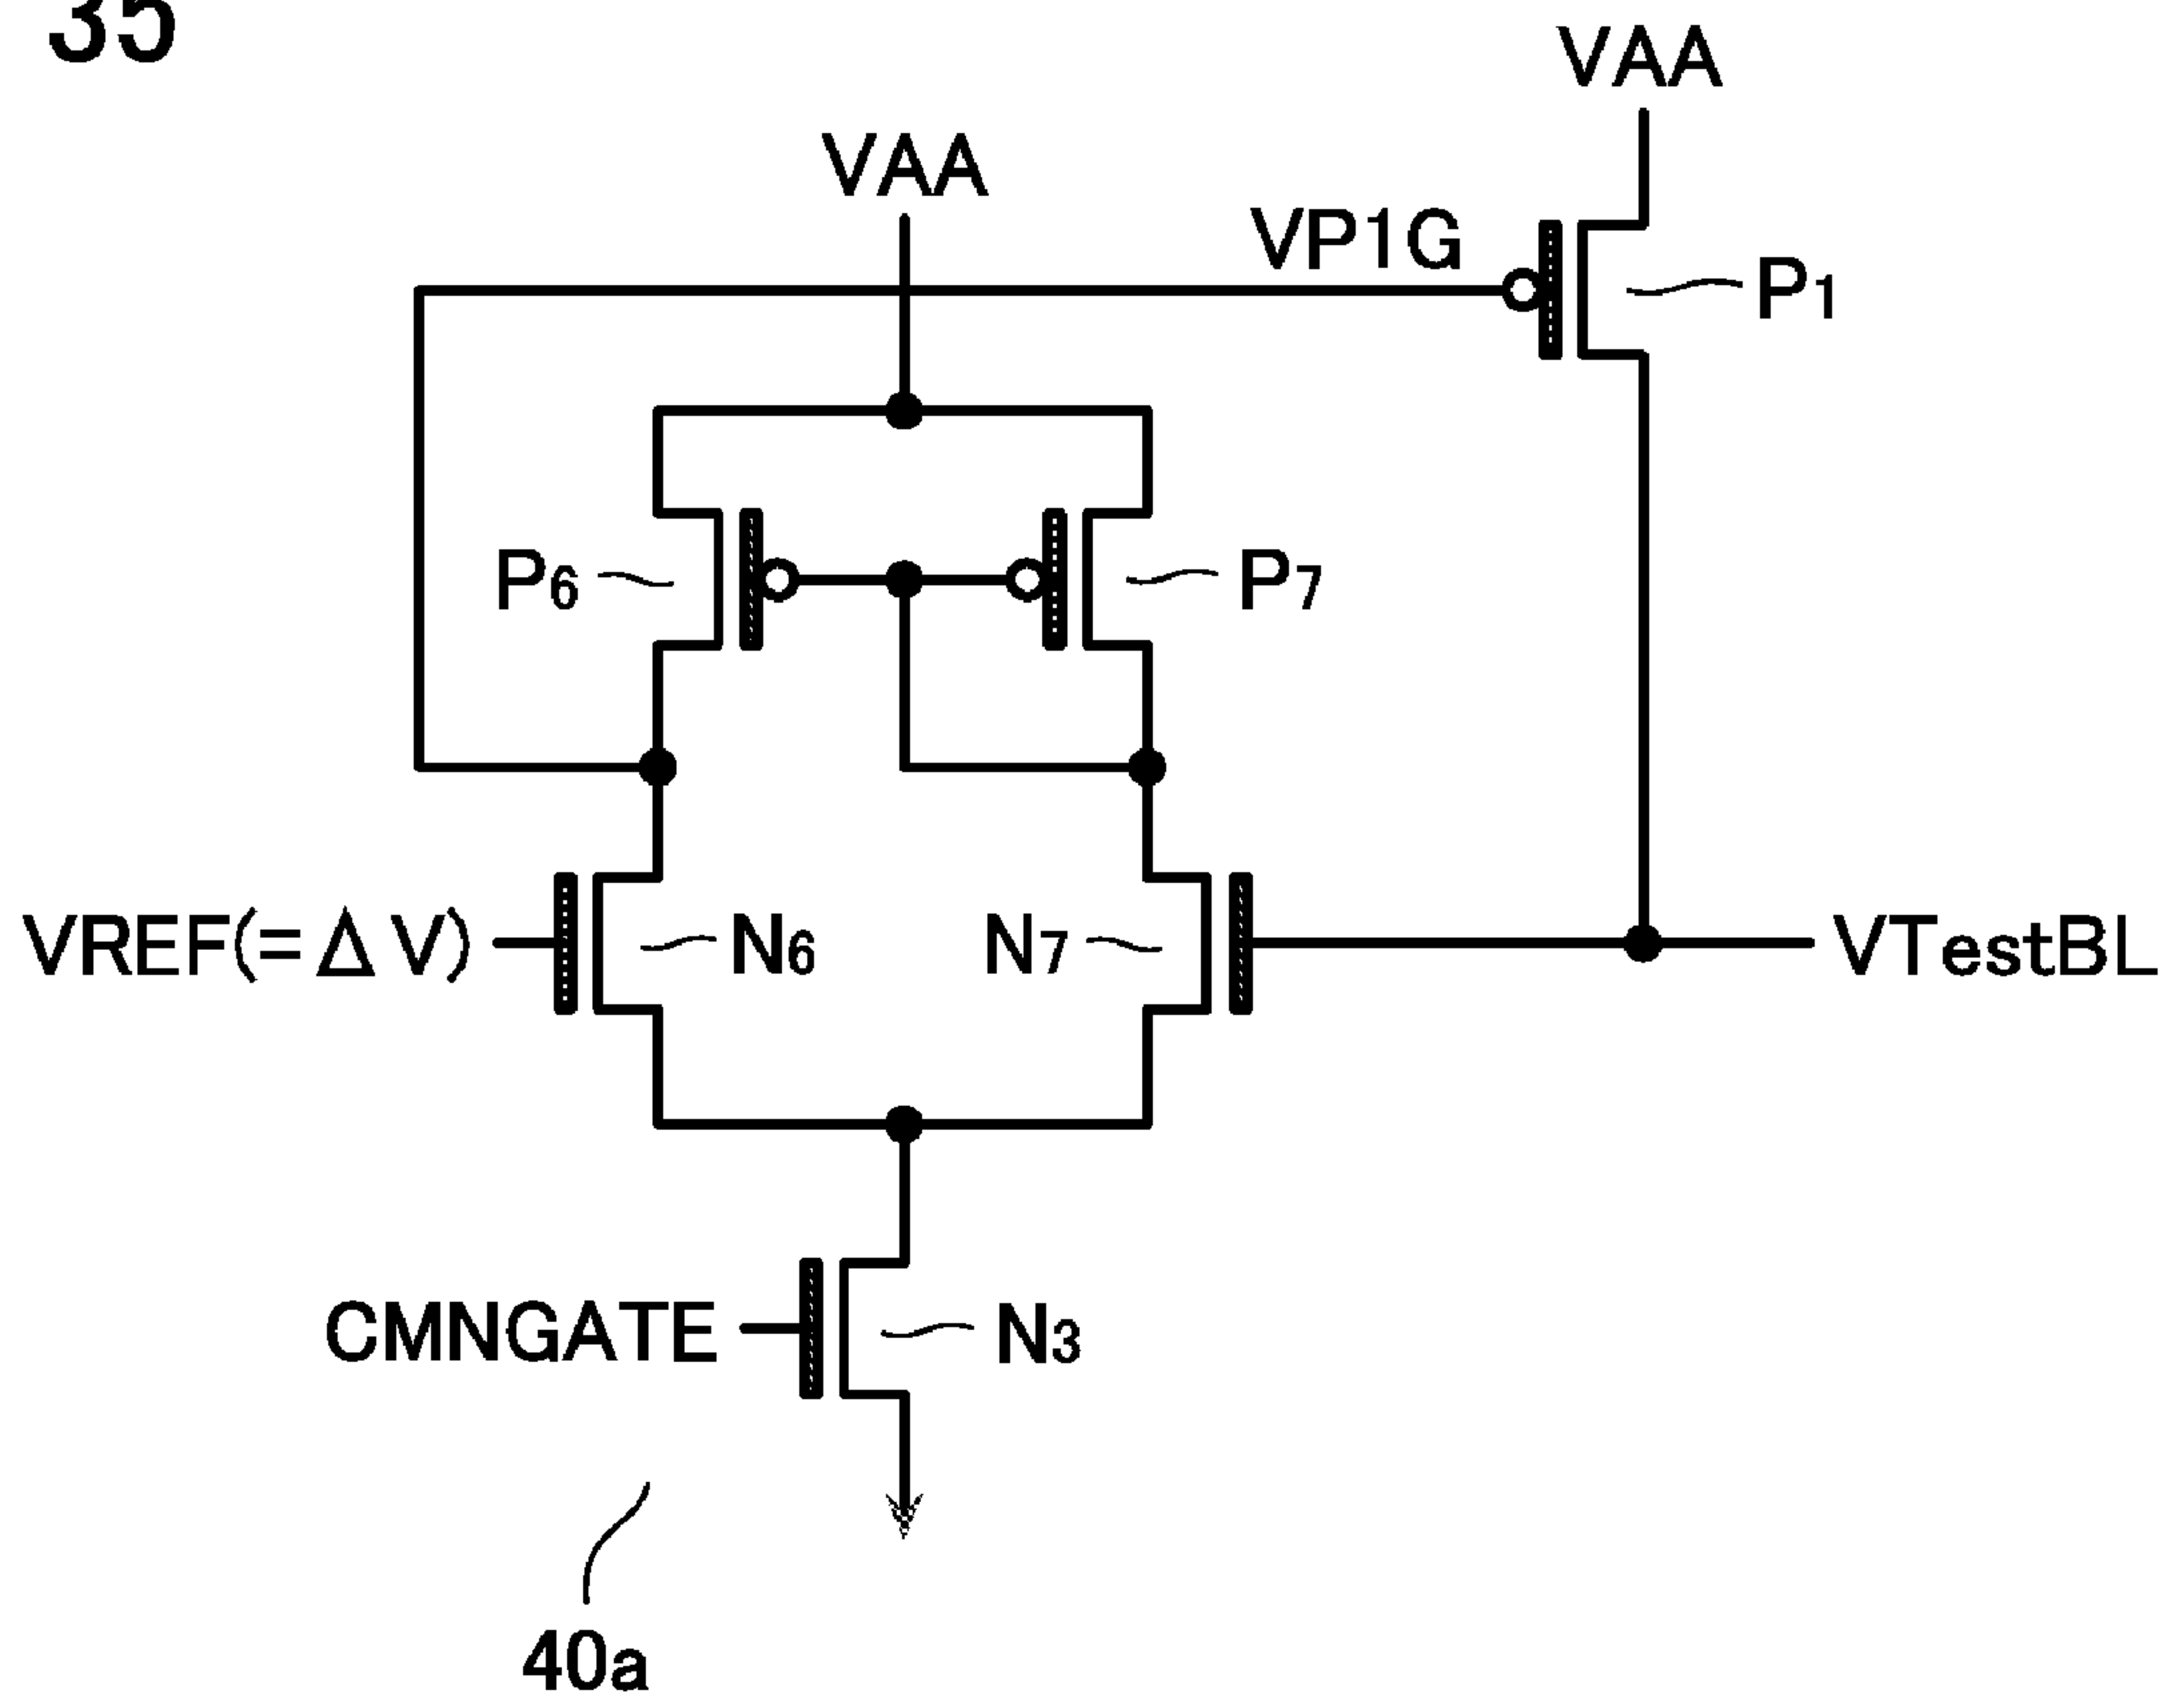 35
VAA
VAA
VP1G
P1
P6
P7
VREF(=ΔV)
N6
N7
VTestBL
CMNGATE
N3
40a